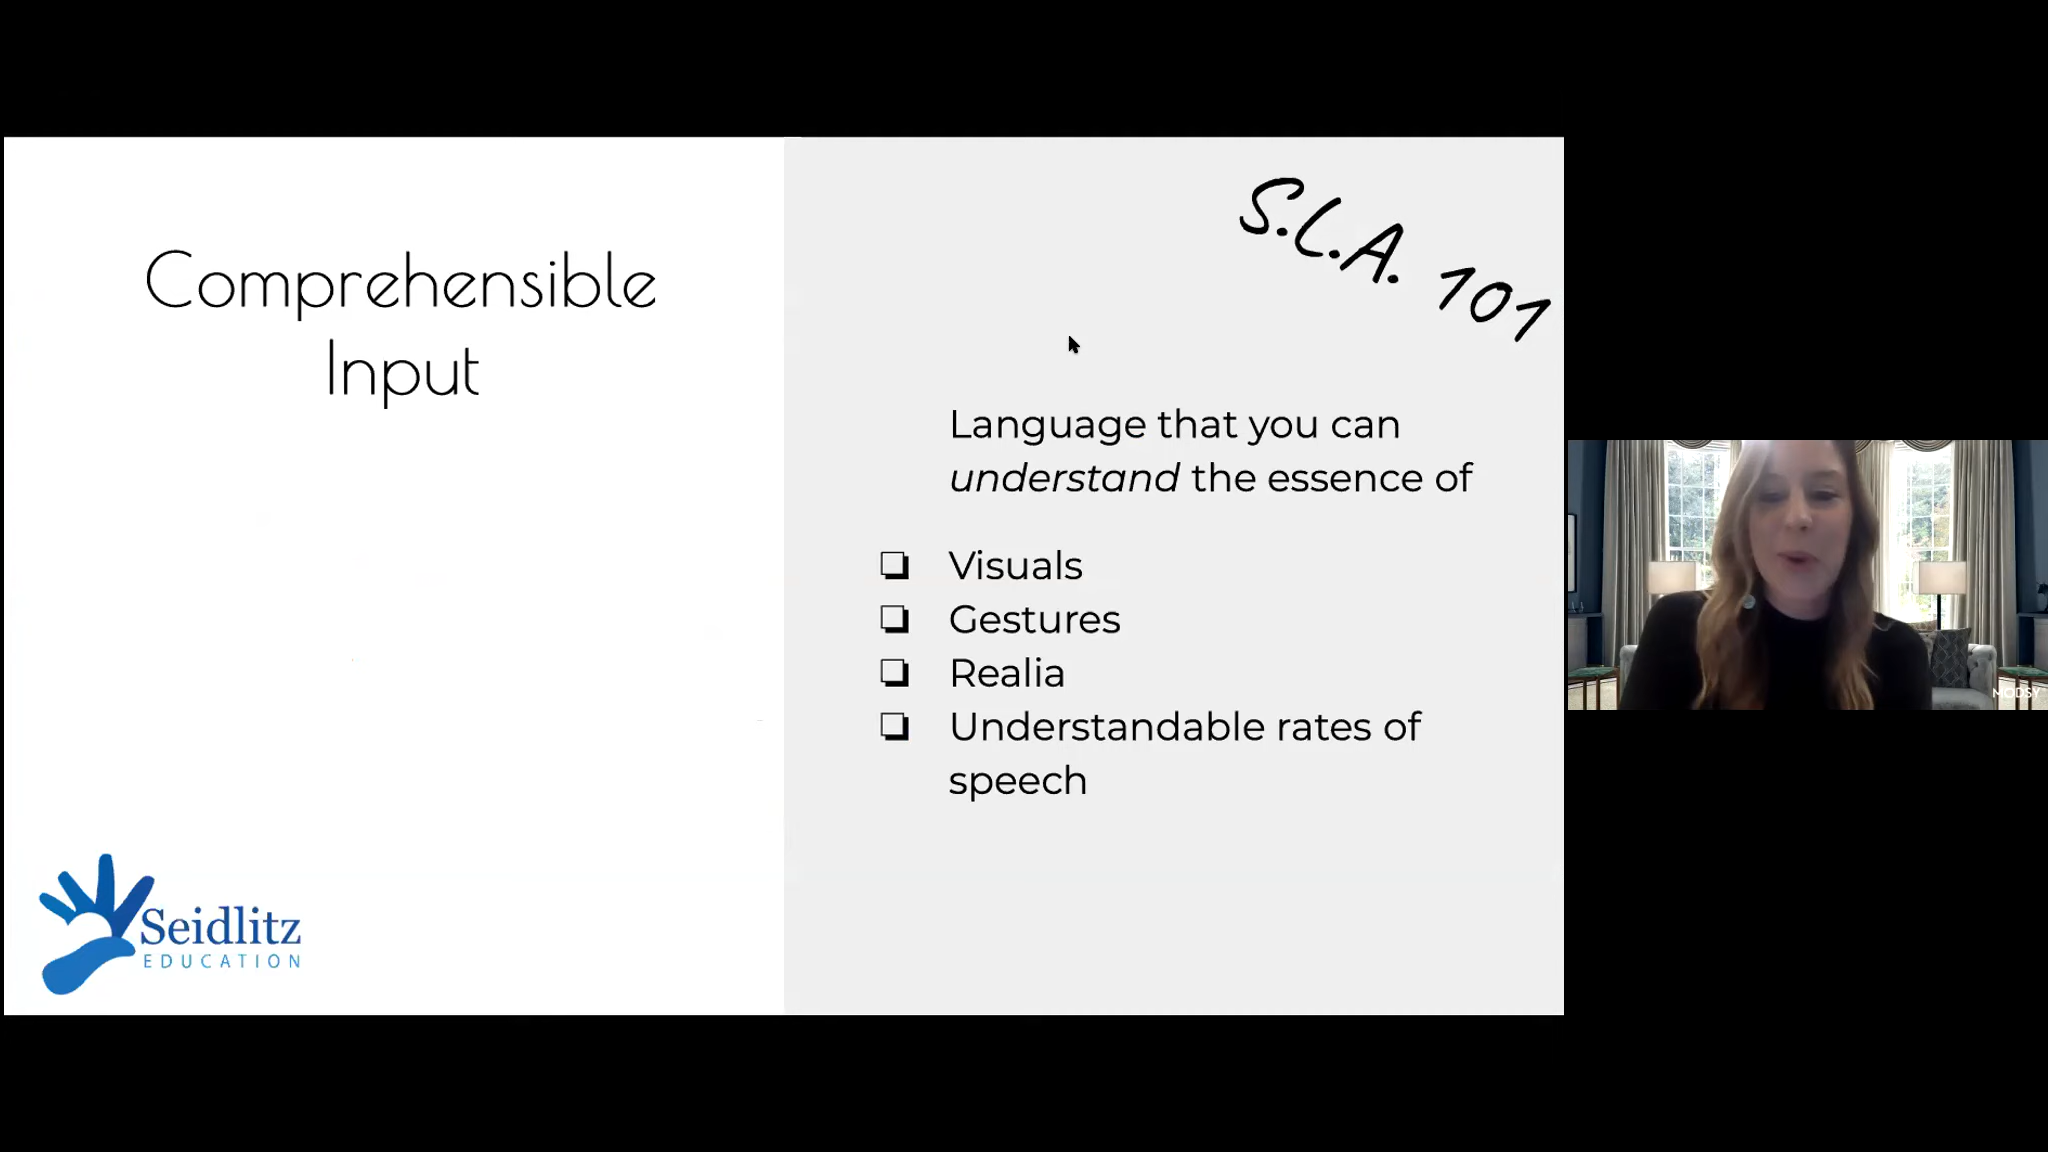 Comprehensible
Input
S.L.A. 101
Language that you can
understand the essence of
Visuals
Gestures
Realia
Understandable rates of
speech
Seidlitz
EDUCATION
MODSY